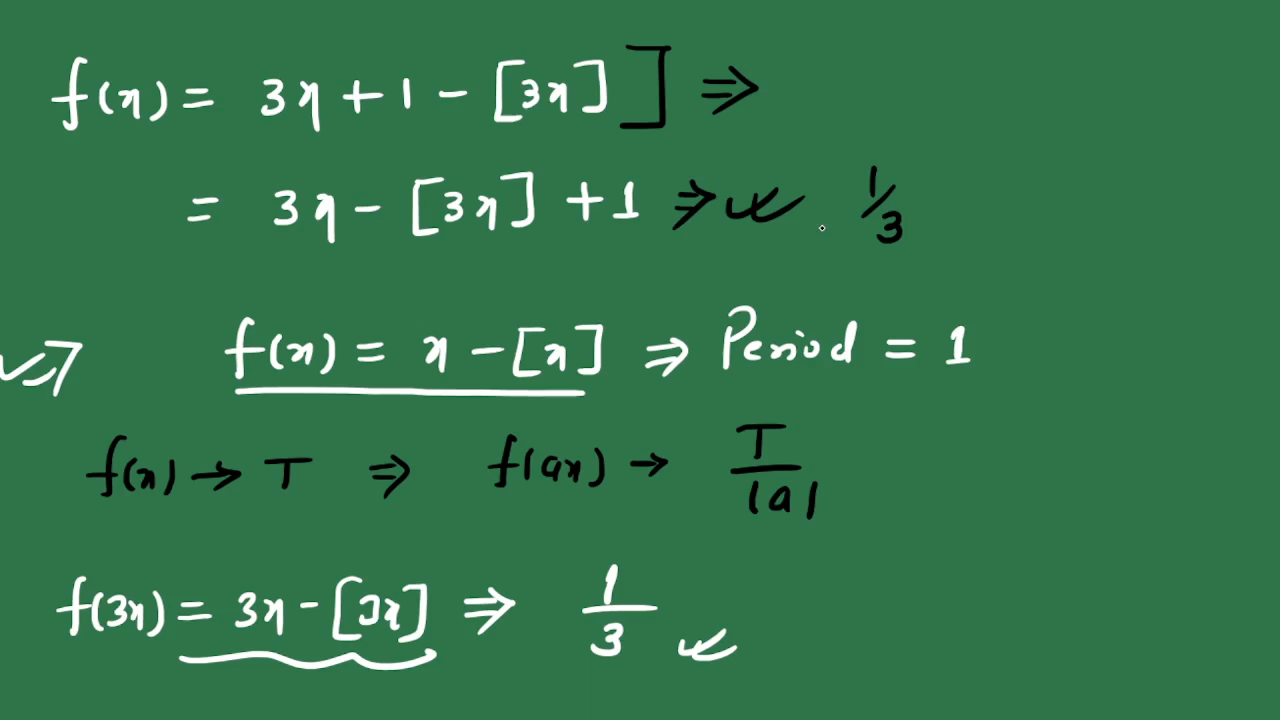 f(x) = 3x + 1 - [3x] ] ⇒
= 3x - [3x] + 1 ⇒ ✓ . 1/3
f(x) = x - [x] ⇒ Period = 1
f(x) → T ⇒ f(ax) → T/|a|
f(3x) = 3x - [3x] ⇒ 1/3 ✓